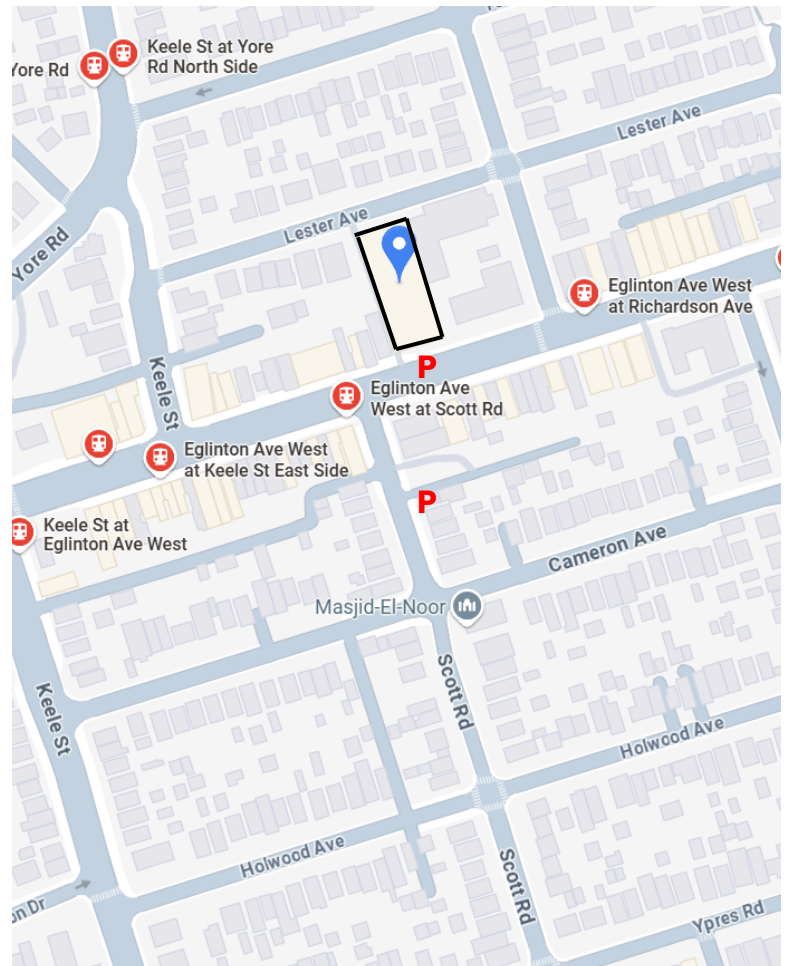 Keele St at Yore
Rd North Side
Yore Rd
Lester Ave
Lester Ave
Yore Rd
Eglinton Ave West
at Richardson Ave
P
Keele St
Eglinton Ave
West at Scott Rd
Eglinton Ave West
at Keele St East Side
P
Keele St at
Eglinton Ave West
Cameron Ave
Masjid-El-Noor
Scott Rd
Keele St
Holwood Ave
Holwood Ave
Scott Rd
on Dr
Ypres Rd